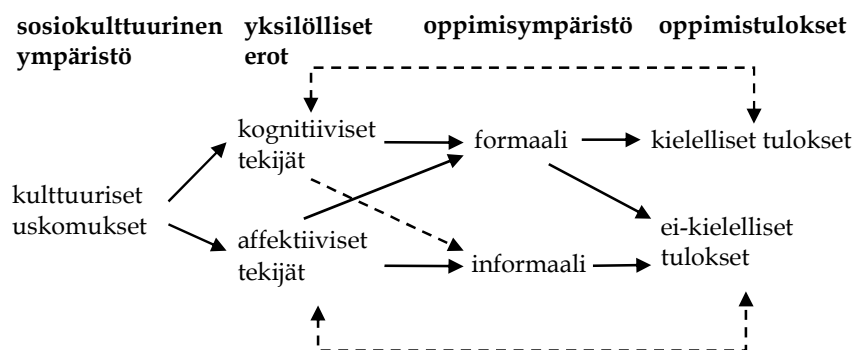 sosiokulttuurinen ympäristö
yksilölliset erot
oppimisympäristö
oppimistulokset
kognitiiviset tekijät
formaali
kielelliset tulokset
kulttuuriset uskomukset
affektiiviset tekijät
informaali
ei-kielelliset tulokset